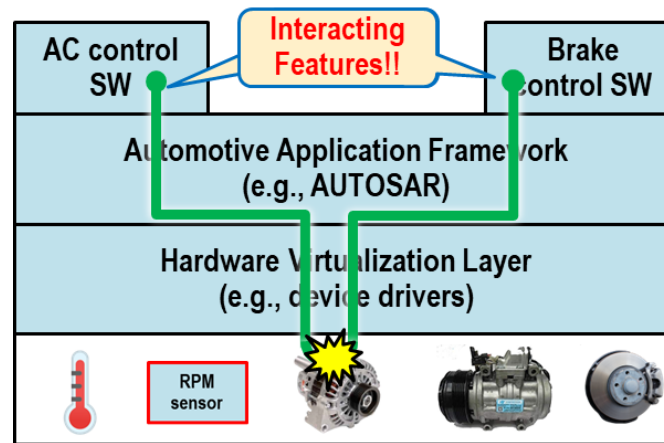 AC control
SW
Interacting
Features!!
Brake
control SW
Automotive Application Framework
(e.g., AUTOSAR)
Hardware Virtualization Layer
(e.g., device drivers)
RPM
sensor